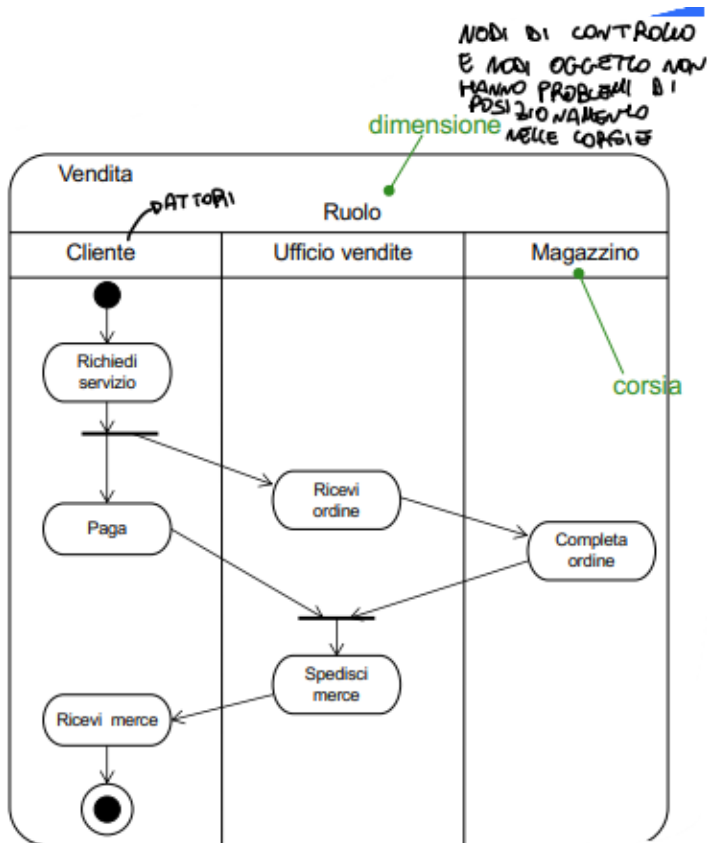 NODI DI CONTROLLO
E NODI OGGETTO NON
HANNO PROBLEMI DI
POSIZIONAMENTO
NELLE CORSIE
dimensione
Vendita
ATTORI
Ruolo
Cliente
Ufficio vendite
Magazzino
Richiedi
servizio
corsia
Ricevi
ordine
Paga
Completa
ordine
Spedisci
merce
Ricevi merce